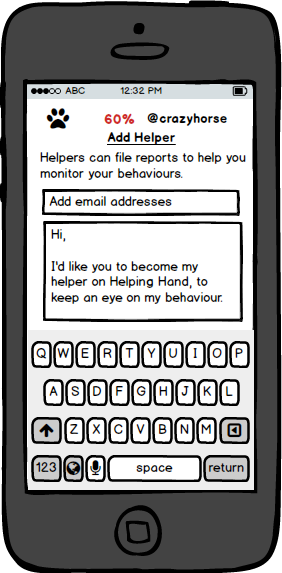 ABC 12:32 PM
60% @crazyhorse
Add Helper
Helpers can file reports to help you
monitor your behaviours.
Add email addresses
Hi,
I'd like you to become my
helper on Helping Hand, to
keep an eye on my behaviour.
Q W E R T Y U I O P
A S D F G H J K L
Z X C V B N M
123 space return